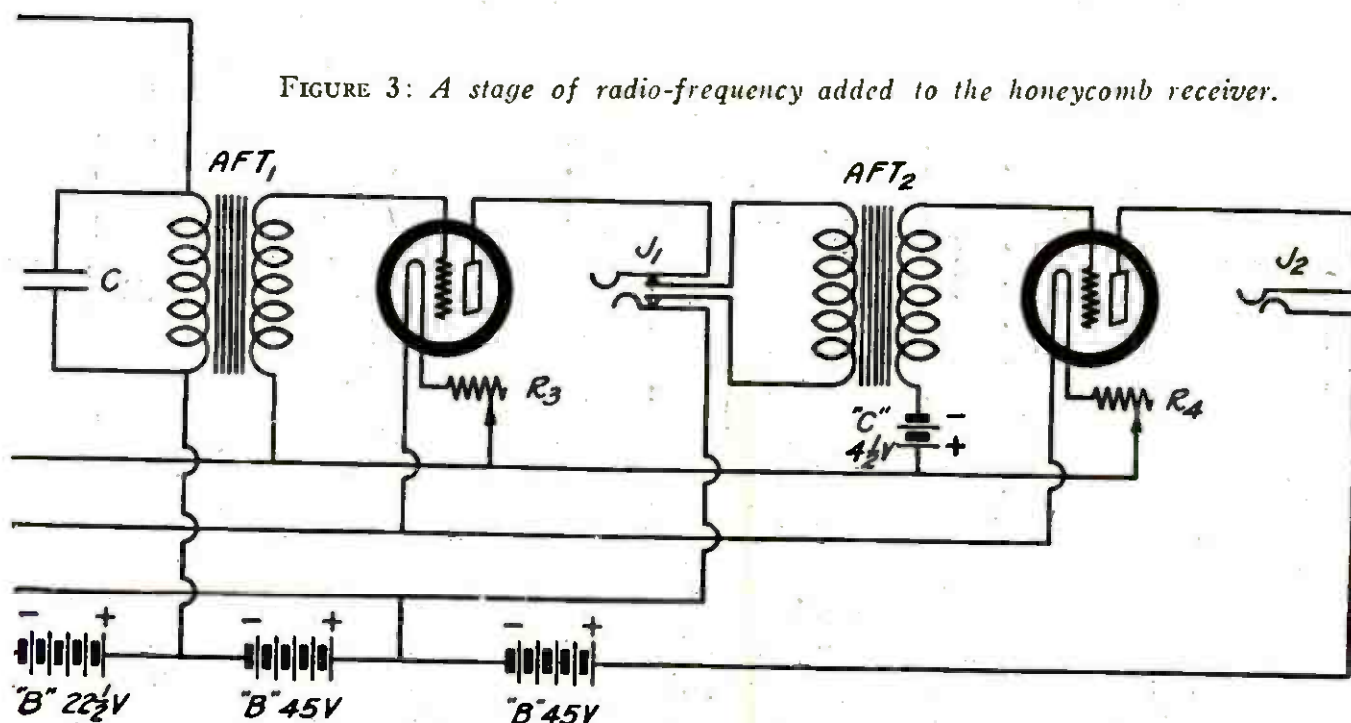 FIGURE 3: A stage of radio-frequency added to the honeycomb receiver.
AFT1
AFT2
C
J1
J2
R3
R4
"C" -
4½V +
- + - + - +
"B" 22½V "B" 45V "B" 45V